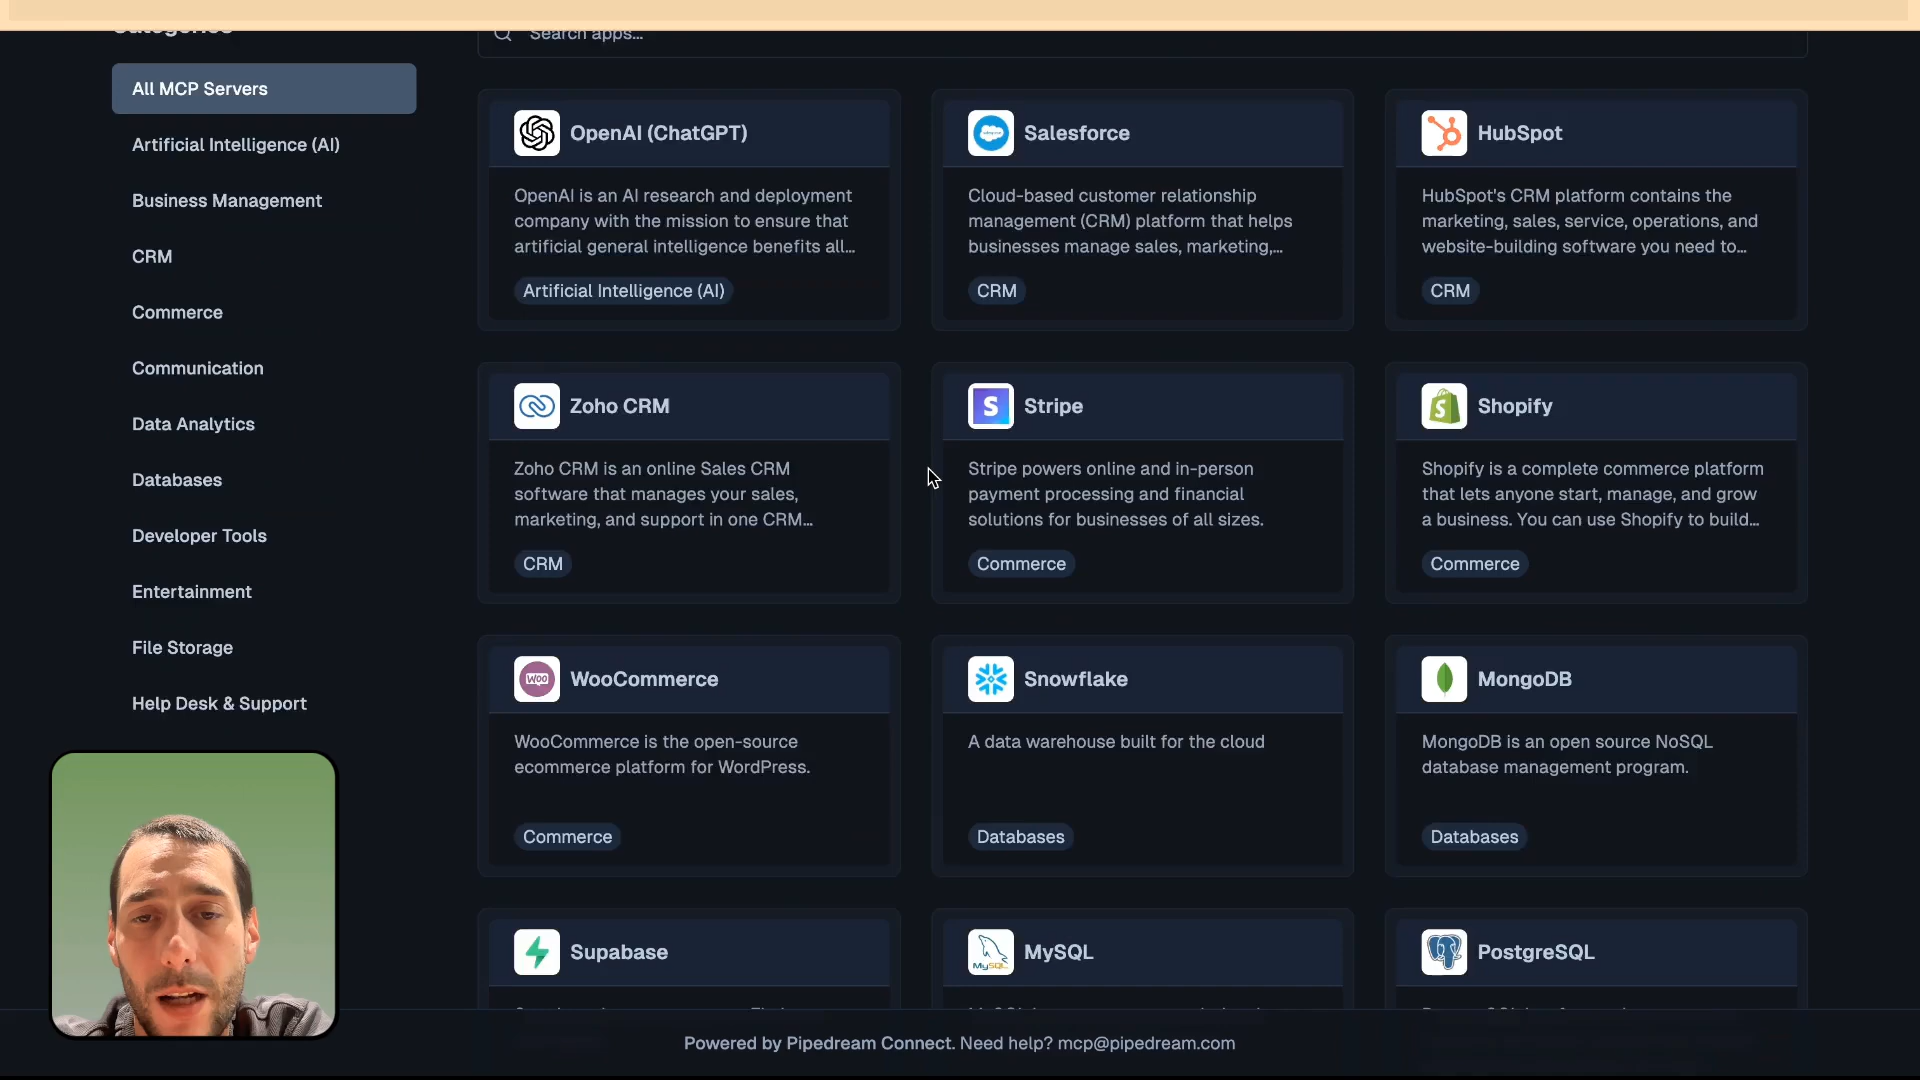 Categories
Search apps...
All MCP Servers
Artificial Intelligence (AI)
Business Management
CRM
Commerce
Communication
Data Analytics
Databases
Developer Tools
Entertainment
File Storage
Help Desk & Support
OpenAI (ChatGPT)
OpenAI is an AI research and deployment
company with the mission to ensure that
artificial general intelligence benefits all...
Artificial Intelligence (AI)
Salesforce
Cloud-based customer relationship
management (CRM) platform that helps
businesses manage sales, marketing,...
CRM
HubSpot
HubSpot's CRM platform contains the
marketing, sales, service, operations, and
website-building software you need to...
CRM
Zoho CRM
Zoho CRM is an online Sales CRM
software that manages your sales,
marketing, and support in one CRM...
CRM
S
Stripe
Stripe powers online and in-person
payment processing and financial
solutions for businesses of all sizes.
Commerce
S
Shopify
Shopify is a complete commerce platform
that lets anyone start, manage, and grow
a business. You can use Shopify to build...
Commerce
WOO
WooCommerce
WooCommerce is the open-source
ecommerce platform for WordPress.
Commerce
Snowflake
A data warehouse built for the cloud
Databases
MongoDB
MongoDB is an open source NoSQL
database management program.
Databases
Supabase
MySQL
MySQL
PostgreSQL
Powered by Pipedream Connect. Need help? mcp@pipedream.com